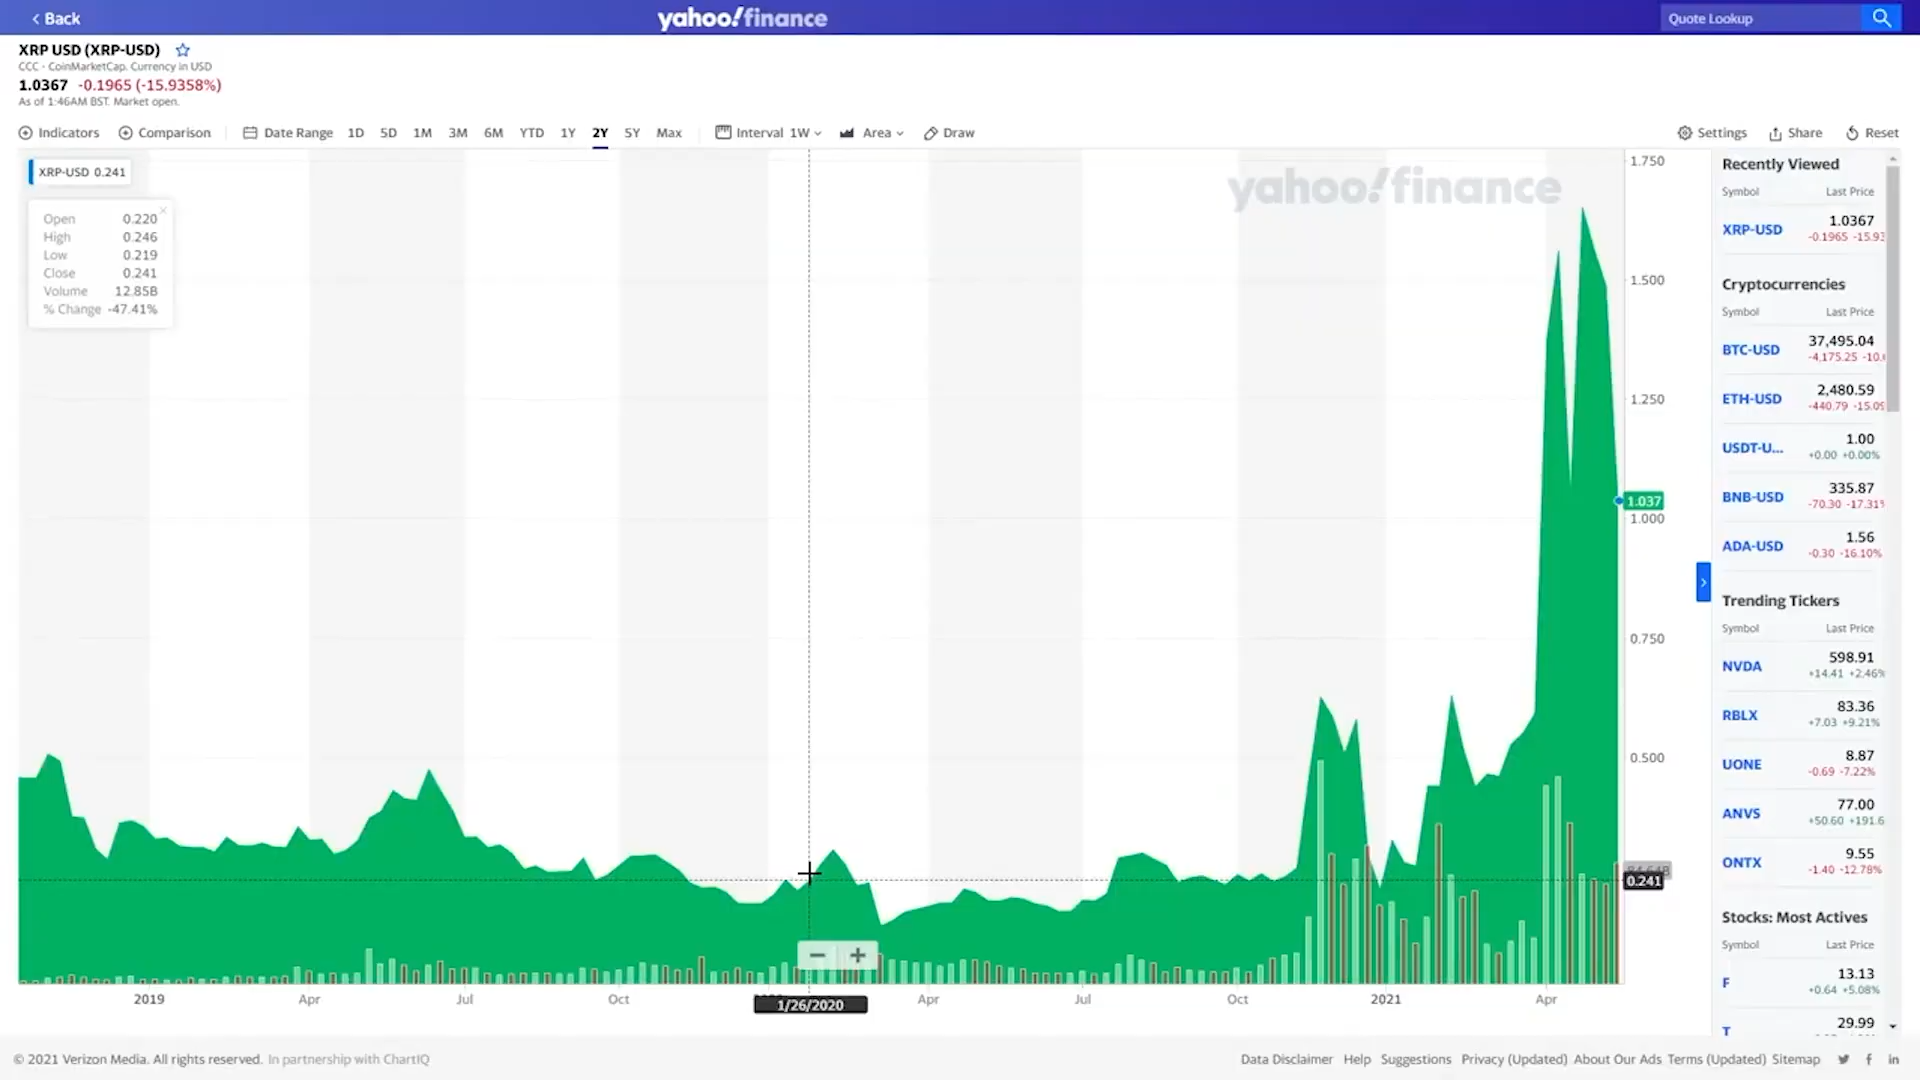 Back
yahoo!finance
Quote Lookup
XRP USD (XRP-USD)
CCC - CoinMarketCap. Currency in USD
1.0367 -0.1965 (-15.9358%)
As of 1:46AM BST. Market open.
Indicators Comparison Date Range 1D 5D 1M 3M 6M YTD 1Y 2Y 5Y Max Interval 1W Area Draw Settings Share Reset
XRP-USD 0.241
Open 0.220
High 0.246
Low 0.219
Close 0.241
Volume 12.85B
% Change -47.41%
yahoo!finance
1.750
1.500
1.250
1.037
1.000
0.750
0.500
0.241
2019 Apr Jul Oct Apr Jul Oct 2021 Apr
1/26/2020
Recently Viewed
Symbol Last Price
XRP-USD 1.0367
-0.1965 -15.93
Cryptocurrencies
Symbol Last Price
BTC-USD 37,495.04
-4,175.25 -10.
ETH-USD 2,480.59
-440.79 -15.09
USDT-U... 1.00
+0.00 +0.00%
BNB-USD 335.87
-70.30 -17.31%
ADA-USD 1.56
-0.30 -16.10%
Trending Tickers
Symbol Last Price
NVDA 598.91
+14.41 +2.46%
RBLX 83.36
+7.03 +9.21%
UONE 8.87
-0.69 -7.22%
ANVS 77.00
+50.60 +191.6
ONTX 9.55
-1.40 -12.78%
Stocks: Most Actives
Symbol Last Price
F 13.13
+0.64 +5.08%
T 29.99
© 2021 Verizon Media. All rights reserved. In partnership with ChartIQ
Data Disclaimer Help Suggestions Privacy (Updated) About Our Ads Terms (Updated) Sitemap